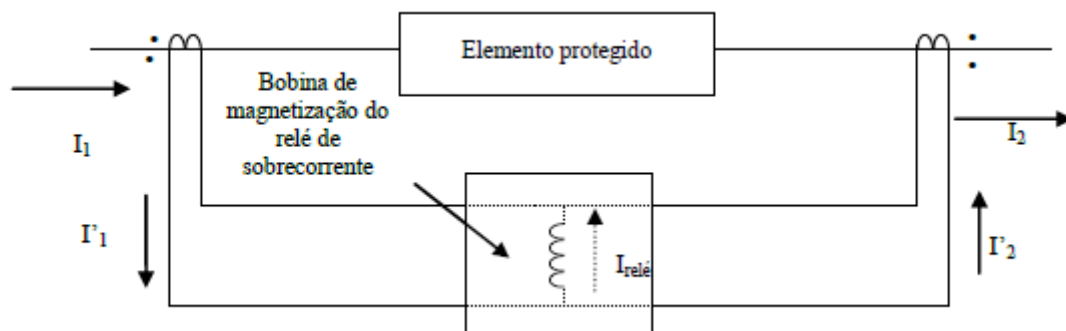 Elemento protegido
Bobina de
magnetização do
relé de
sobrecorrente
I₁
I₂
I'₁
Iᵣₑₗé
I'₂